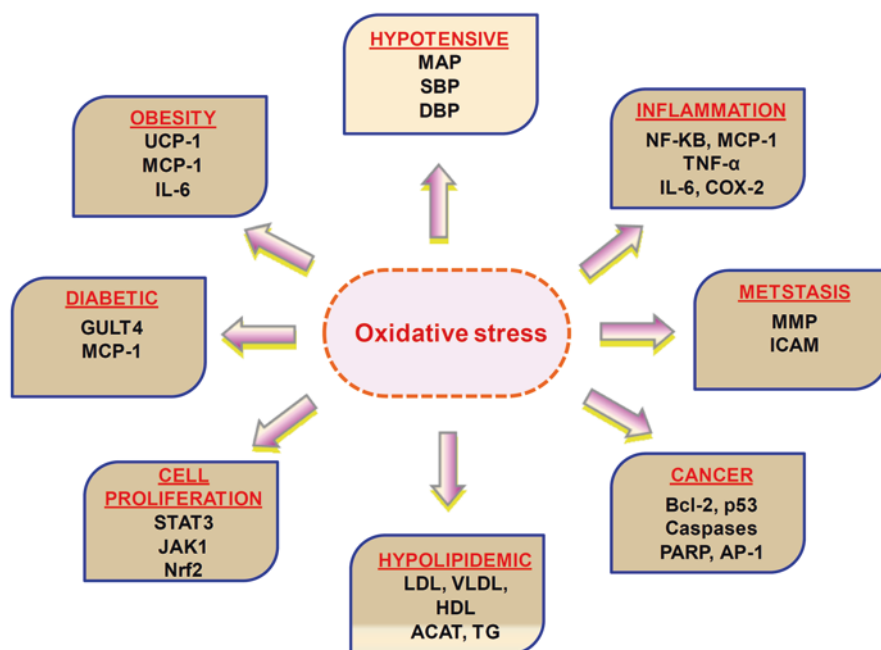 HYPOTENSIVE
MAP
SBP
DBP
OBESITY
UCP-1
MCP-1
IL-6
INFLAMMATION
NF-KB, MCP-1
TNF-α
IL-6, COX-2
DIABETIC
GULT4
MCP-1
Oxidative stress
METSTASIS
MMP
ICAM
CELL
PROLIFERATION
STAT3
JAK1
Nrf2
HYPOLIPIDEMIC
LDL, VLDL,
HDL
ACAT, TG
CANCER
Bcl-2, p53
Caspases
PARP, AP-1